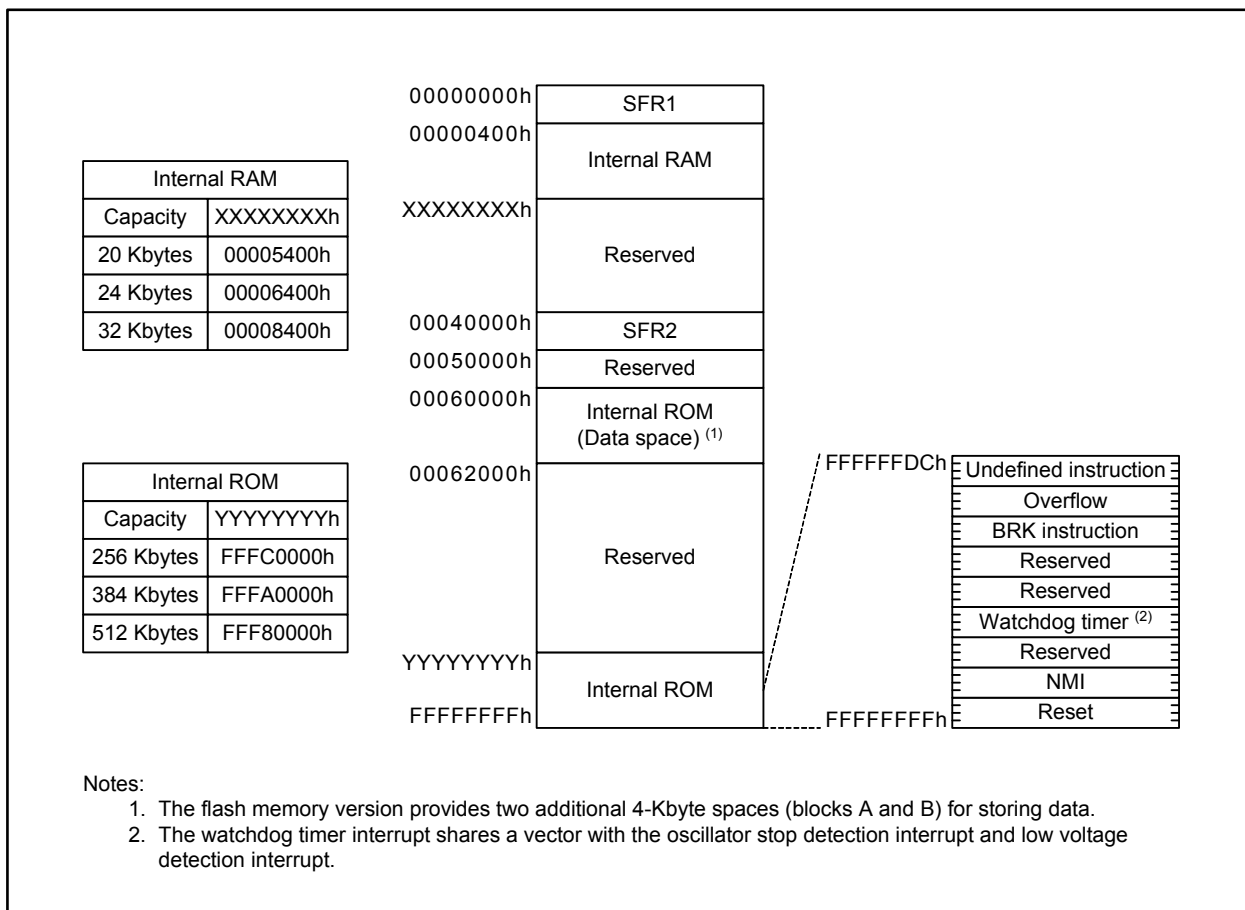 Internal RAM
Capacity XXXXXXXXh
20 Kbytes 00005400h
24 Kbytes 00006400h
32 Kbytes 00008400h
Internal ROM
Capacity YYYYYYYYh
256 Kbytes FFFC0000h
384 Kbytes FFFA0000h
512 Kbytes FFF80000h
00000000h
SFR1
00000400h
Internal RAM
XXXXXXXXh
Reserved
00040000h
SFR2
00050000h
Reserved
00060000h
Internal ROM
(Data space) (1)
00062000h
Reserved
YYYYYYYYh
Internal ROM
FFFFFFFFh
FFFFFFDCh
Undefined instruction
Overflow
BRK instruction
Reserved
Reserved
Watchdog timer (2)
Reserved
NMI
Reset
FFFFFFFFh
Notes:
1. The flash memory version provides two additional 4-Kbyte spaces (blocks A and B) for storing data.
2. The watchdog timer interrupt shares a vector with the oscillator stop detection interrupt and low voltage
detection interrupt.